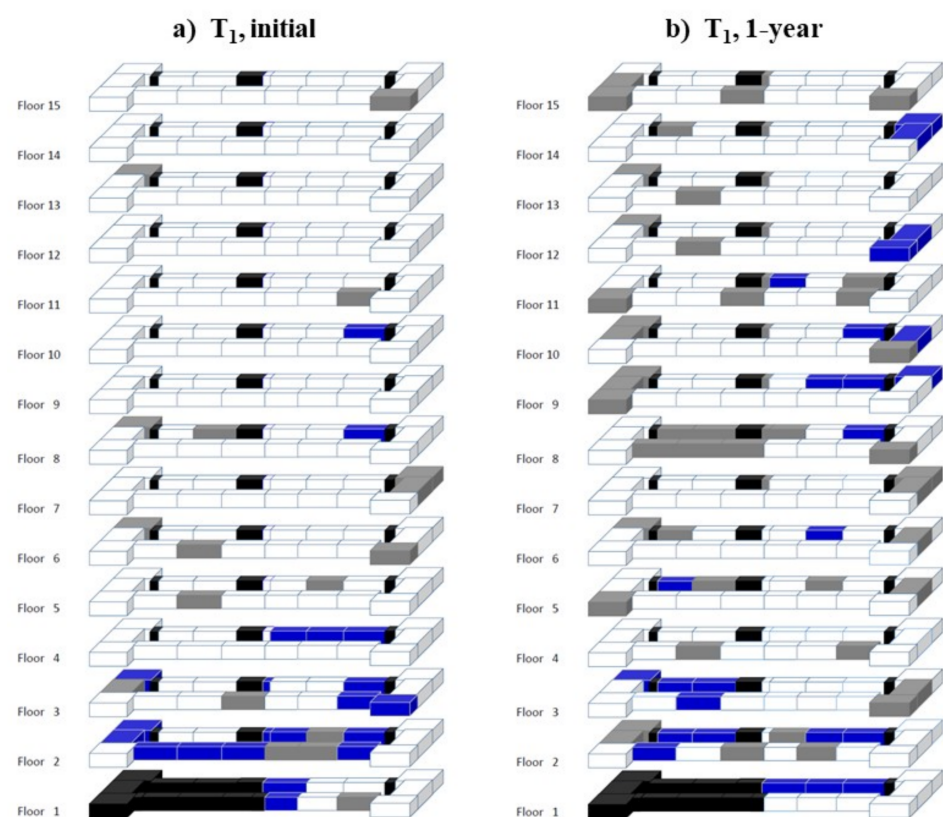 a) T₁, initial
Floor 15
Floor 14
Floor 13
Floor 12
Floor 11
Floor 10
Floor 9
Floor 8
Floor 7
Floor 6
Floor 5
Floor 4
Floor 3
Floor 2
Floor 1
b) T₁, 1-year
Floor 15
Floor 14
Floor 13
Floor 12
Floor 11
Floor 10
Floor 9
Floor 8
Floor 7
Floor 6
Floor 5
Floor 4
Floor 3
Floor 2
Floor 1